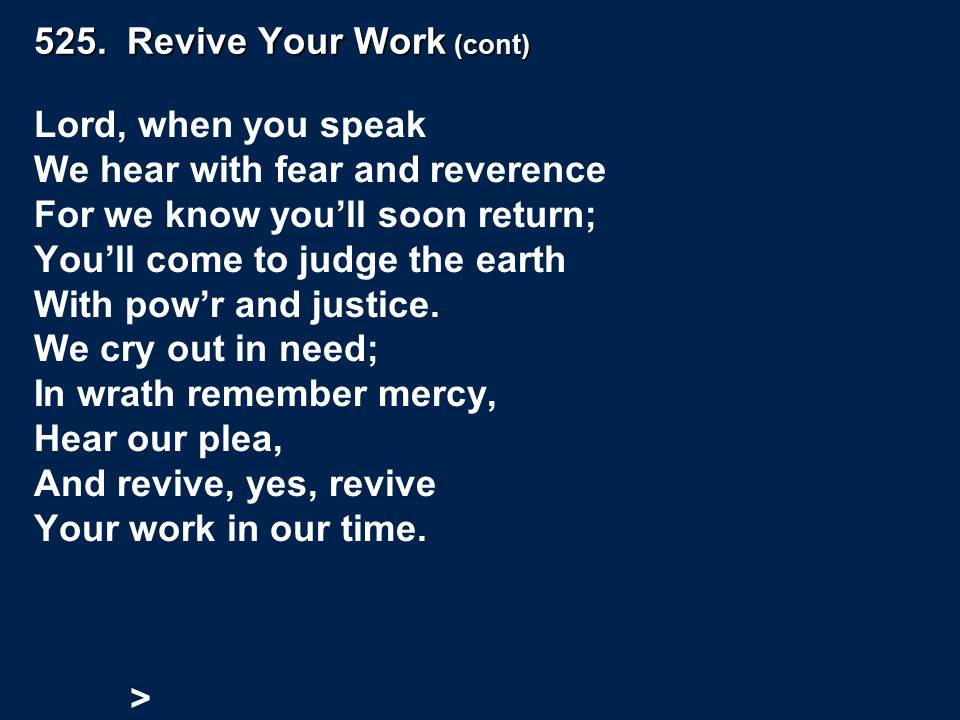 525.  Revive Your Work (cont)
Lord, when you speak
We hear with fear and reverence
For we know you’ll soon return;
You’ll come to judge the earth
With pow’r and justice.
We cry out in need;
In wrath remember mercy,
Hear our plea,
And revive, yes, revive
Your work in our time.
>